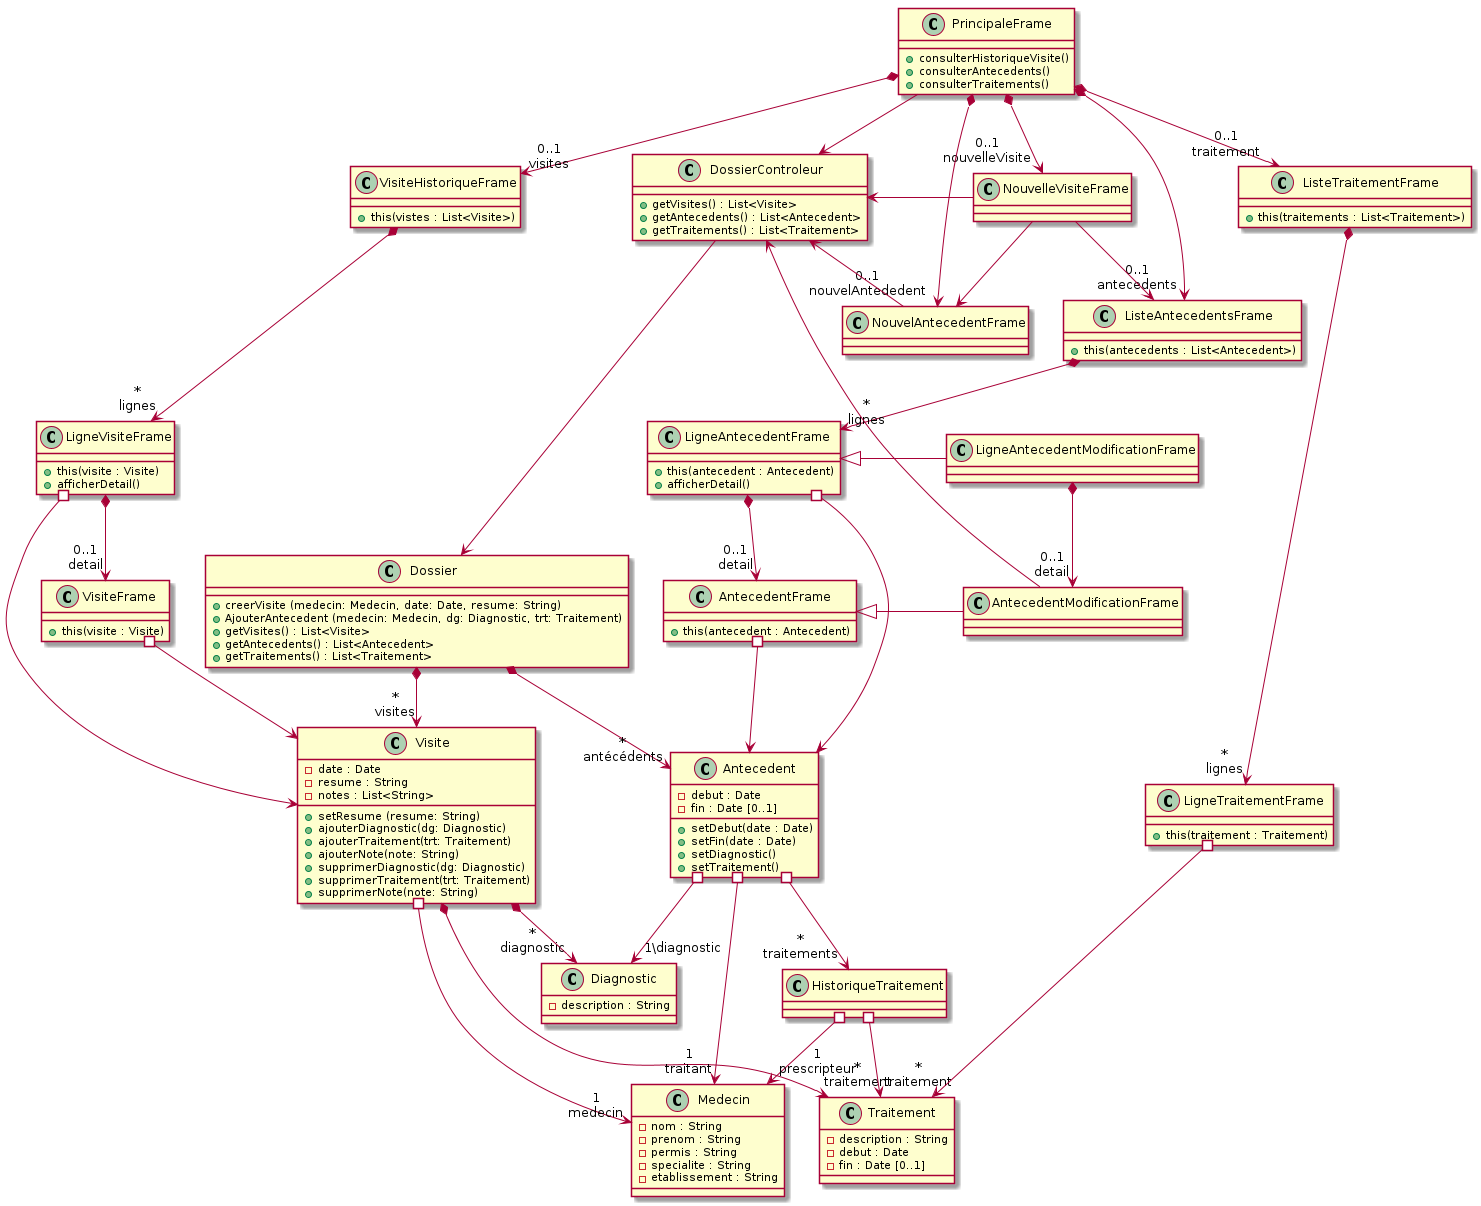 C PrincipaleFrame
consulterHistoriqueVisite()
consulterAntecedents()
consulterTraitements()
0..1
visites
0..1
nouvelleVisite
0..1
traitement
C VisiteHistoriqueFrame
this(vistes : List<Visite>)
C DossierControleur
getVisites() : List<Visite>
getAntecedents() : List<Antecedent>
getTraitements() : List<Traitement>
C NouvelleVisiteFrame
C ListeTraitementFrame
this(traitements : List<Traitement>)
0..1
nouvelAntededent
0..1
antecedents
C NouvelAntecedentFrame
C ListeAntecedentsFrame
this(antecedents : List<Antecedent>)
*
lignes
*
lignes
C LigneVisiteFrame
this(visite : Visite)
afficherDetail()
C LigneAntecedentFrame
this(antecedent : Antecedent)
afficherDetail()
C LigneAntecedentModificationFrame
0..1
detail
0..1
detail
0..1
detail
C VisiteFrame
this(visite : Visite)
C Dossier
creerVisite (medecin: Medecin, date: Date, resume: String)
AjouterAntecedent (medecin: Medecin, dg: Diagnostic, trt: Traitement)
getVisites() : List<Visite>
getAntecedents() : List<Antecedent>
getTraitements() : List<Traitement>
C AntecedentFrame
this(antecedent : Antecedent)
C AntecedentModificationFrame
*
visites
*
antécédents
*
lignes
C Visite
date : Date
resume : String
notes : List<String>
setResume (resume: String)
ajouterDiagnostic(dg: Diagnostic)
ajouterTraitement(trt: Traitement)
ajouterNote(note: String)
supprimerDiagnostic(dg: Diagnostic)
supprimerTraitement(trt: Traitement)
supprimerNote(note: String)
C Antecedent
debut : Date
fin : Date [0..1]
setDebut(date : Date)
setFin(date : Date)
setDiagnostic()
setTraitement()
C LigneTraitementFrame
this(traitement : Traitement)
*
diagnostic
1\diagnostic
*
traitements
C Diagnostic
description : String
C HistoriqueTraitement
1
medecin
1
traitant
1
prescripteur
*
traitement
*
traitement
C Medecin
nom : String
prenom : String
permis : String
specialite : String
etablissement : String
C Traitement
description : String
debut : Date
fin : Date [0..1]